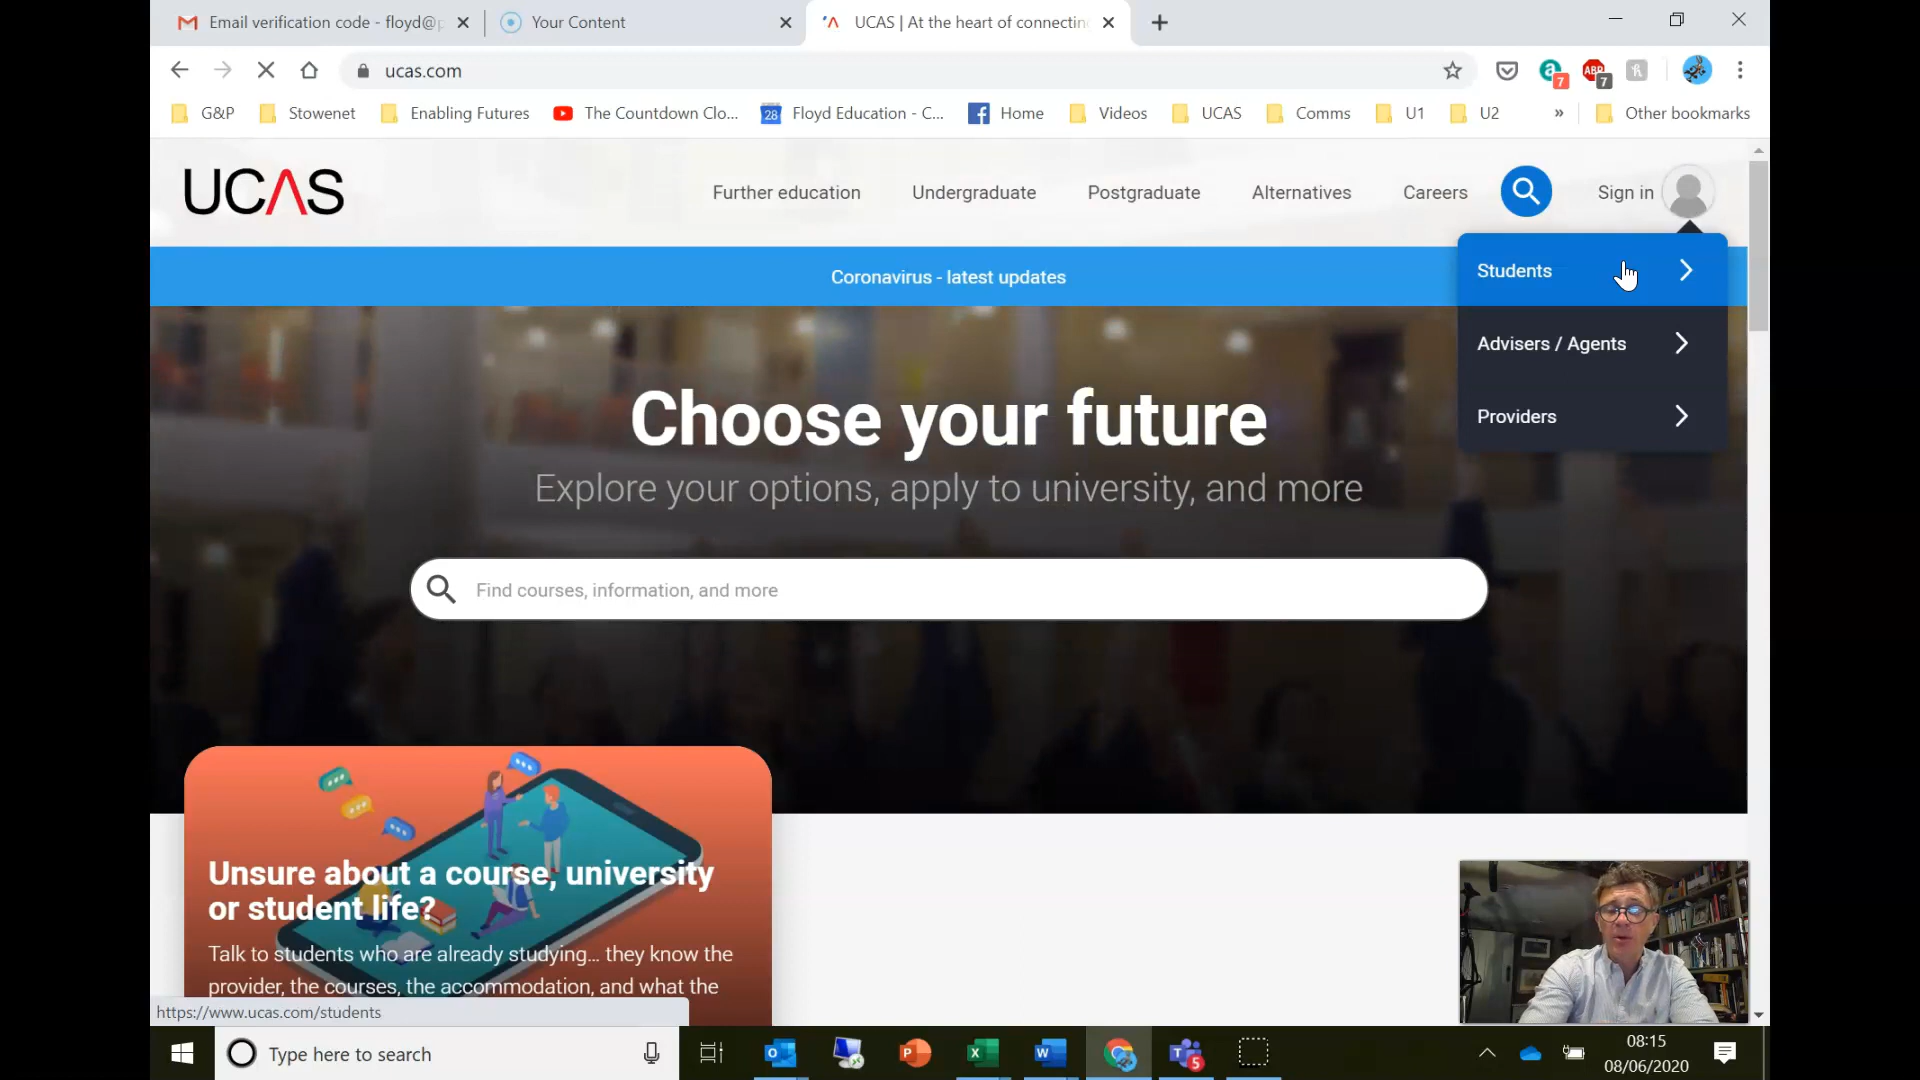 Email verification code - floyd@p
Your Content
UCAS | At the heart of connectin
ucas.com
7
ABP
7
G&P
Stowenet
Enabling Futures
The Countdown Clo...
28
Floyd Education - C...
Home
Videos
UCAS
Comms
U1
U2
»
Other bookmarks
UCAS
Further education
Undergraduate
Postgraduate
Alternatives
Careers
Sign in
Coronavirus - latest updates
Students
Advisers / Agents
Providers
Choose your future
Explore your options, apply to university, and more
Find courses, information, and more
Unsure about a course, university
or student life?
Talk to students who are already studying... they know the
provider, the courses, the accommodation, and what the
https://www.ucas.com/students
Type here to search
5
08:15
08/06/2020